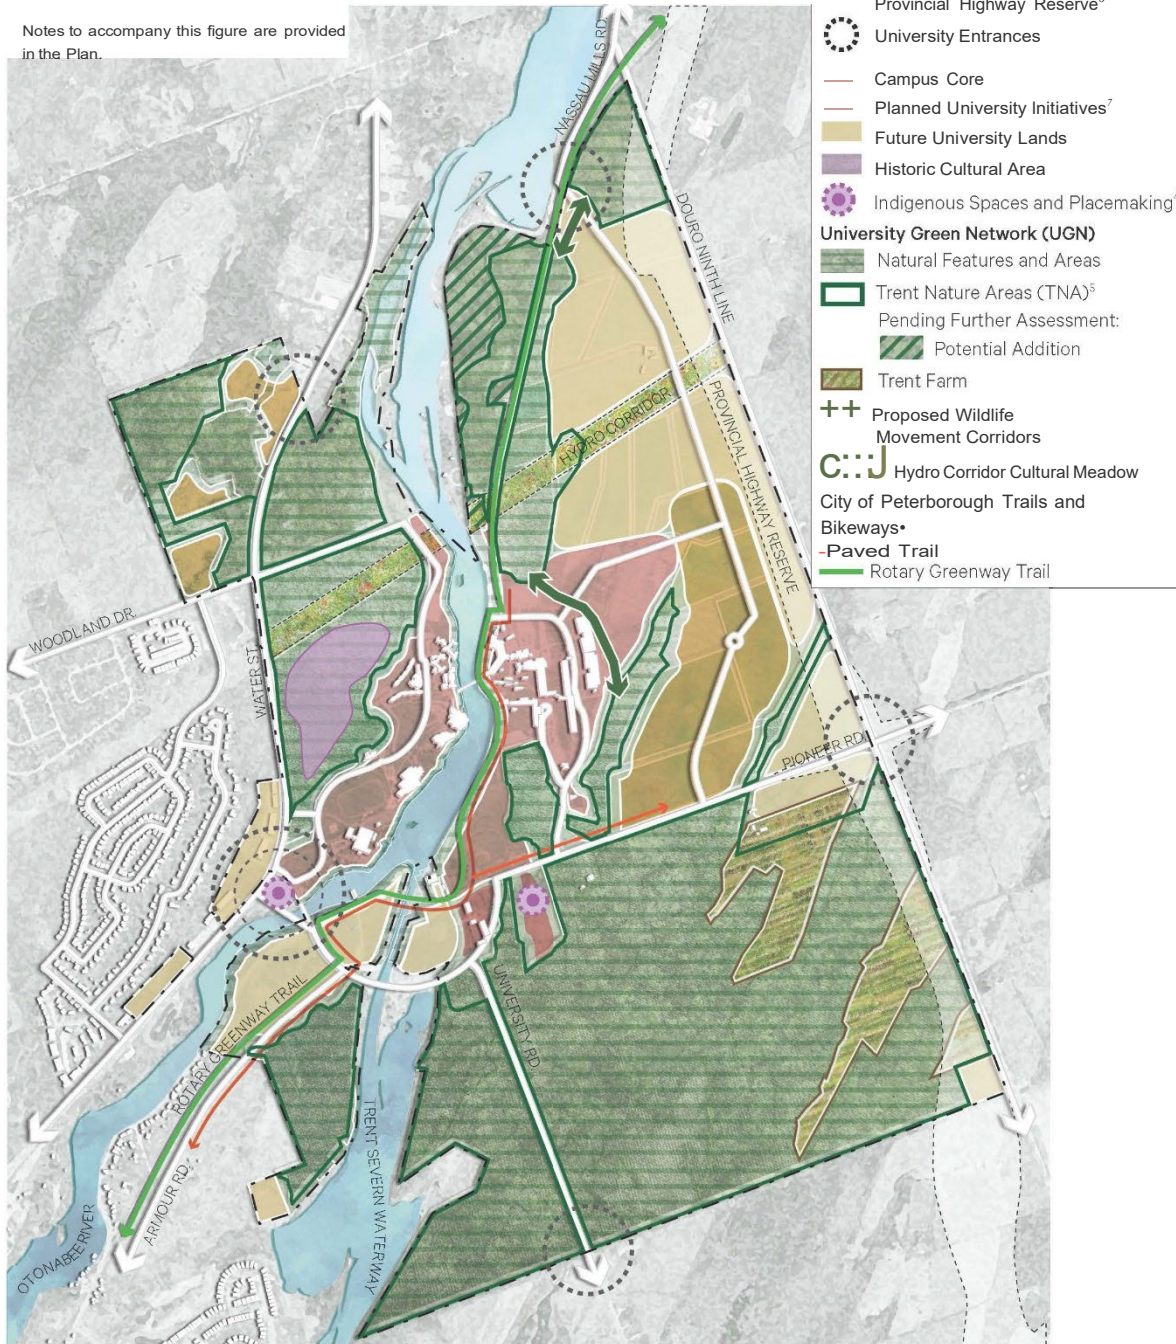 Notes to accompany this figure are provided
in the Plan.
Provincial Highway Reserve⁶
University Entrances
Campus Core
Planned University Initiatives⁷
Future University Lands
Historic Cultural Area
Indigenous Spaces and Placemaking
University Green Network (UGN)
Natural Features and Areas
Trent Nature Areas (TNA)⁵
Pending Further Assessment:
Potential Addition
Trent Farm
++ Proposed Wildlife
Movement Corridors
c:::J Hydro Corridor Cultural Meadow
City of Peterborough Trails and
Bikeways•
-Paved Trail
Rotary Greenway Trail
NASSAU MILLS RD.
DOURO NINTH LINE
HYDRO CORRIDOR
PROVINCIAL HIGHWAY RESERVE
WOODLAND DR.
WATER ST.
PIONEER RD.
UNIVERSITY RD.
ROTARY GREENWAY TRAIL
TRENT SEVERN WATERWAY
ARMOUR RD.
OTONABEE RIVER